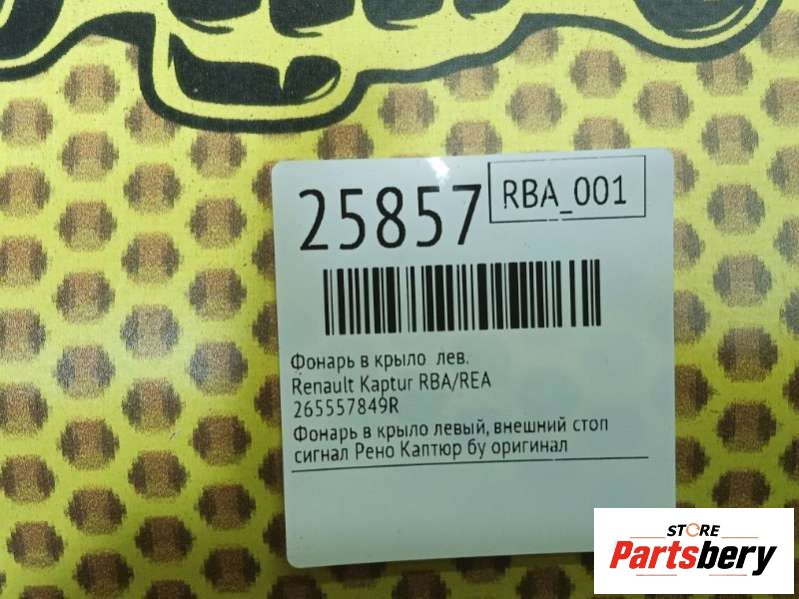 25857
RBA_001
Фонарь в крыло лев.
Renault Kaptur RBA/REA
265557849R
Фонарь в крыло левый, внешний стоп
сигнал Рено Каптюр бу оригинал
STORE
Partsbery